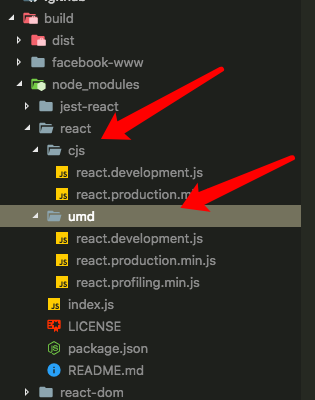 build
dist
facebook-www
node_modules
jest-react
react
cjs
react.development.js
react.production.m
umd
react.development.js
react.production.min.js
react.profiling.min.js
index.js
LICENSE
package.json
README.md
react-dom